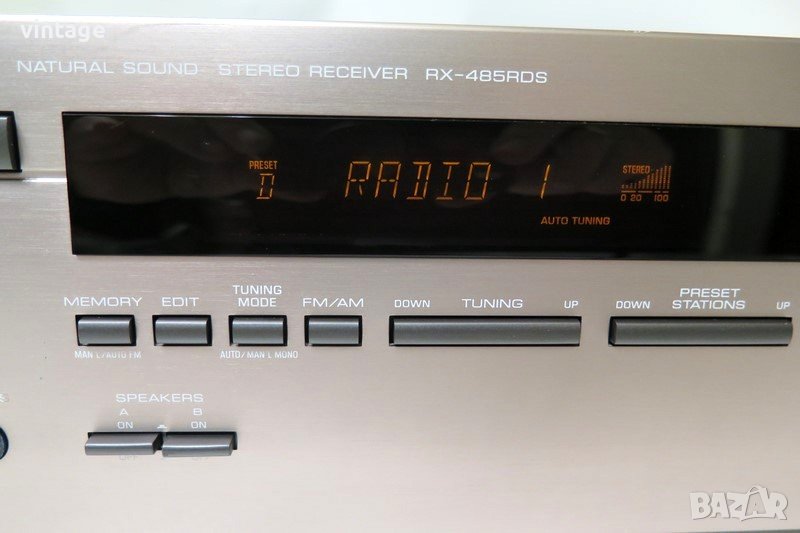 vintage
NATURAL SOUND STEREO RECEIVER RX-485RDS
PRESET
D RADIO 1
STEREO
0 20 100
AUTO TUNING
MEMORY EDIT TUNING MODE FM/AM DOWN TUNING UP DOWN PRESET STATIONS UP
MAN'L/AUTO FM AUTO/MAN'L MONO
SPEAKERS
A B
ON ON
OFF
BAZAR